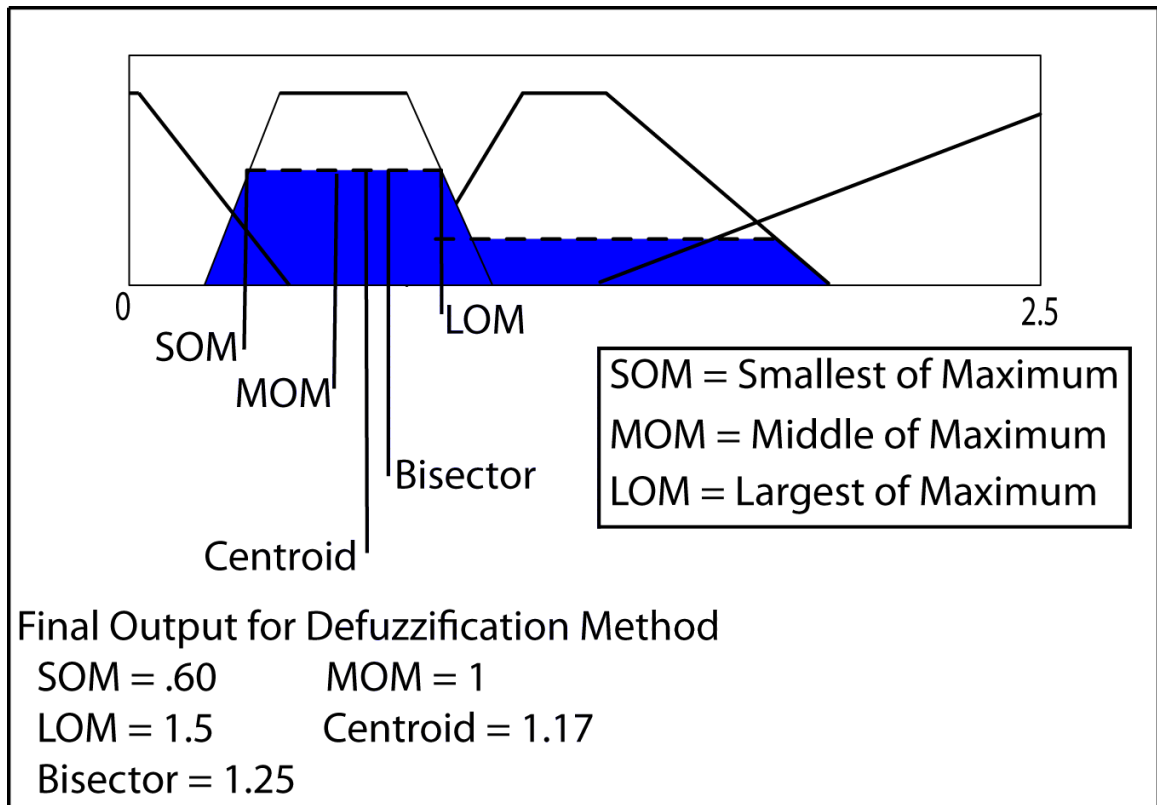 0
2.5
SOM
LOM
MOM
Bisector
Centroid
SOM = Smallest of Maximum
MOM = Middle of Maximum
LOM = Largest of Maximum
Final Output for Defuzzification Method
SOM = .60 MOM = 1
LOM = 1.5 Centroid = 1.17
Bisector = 1.25